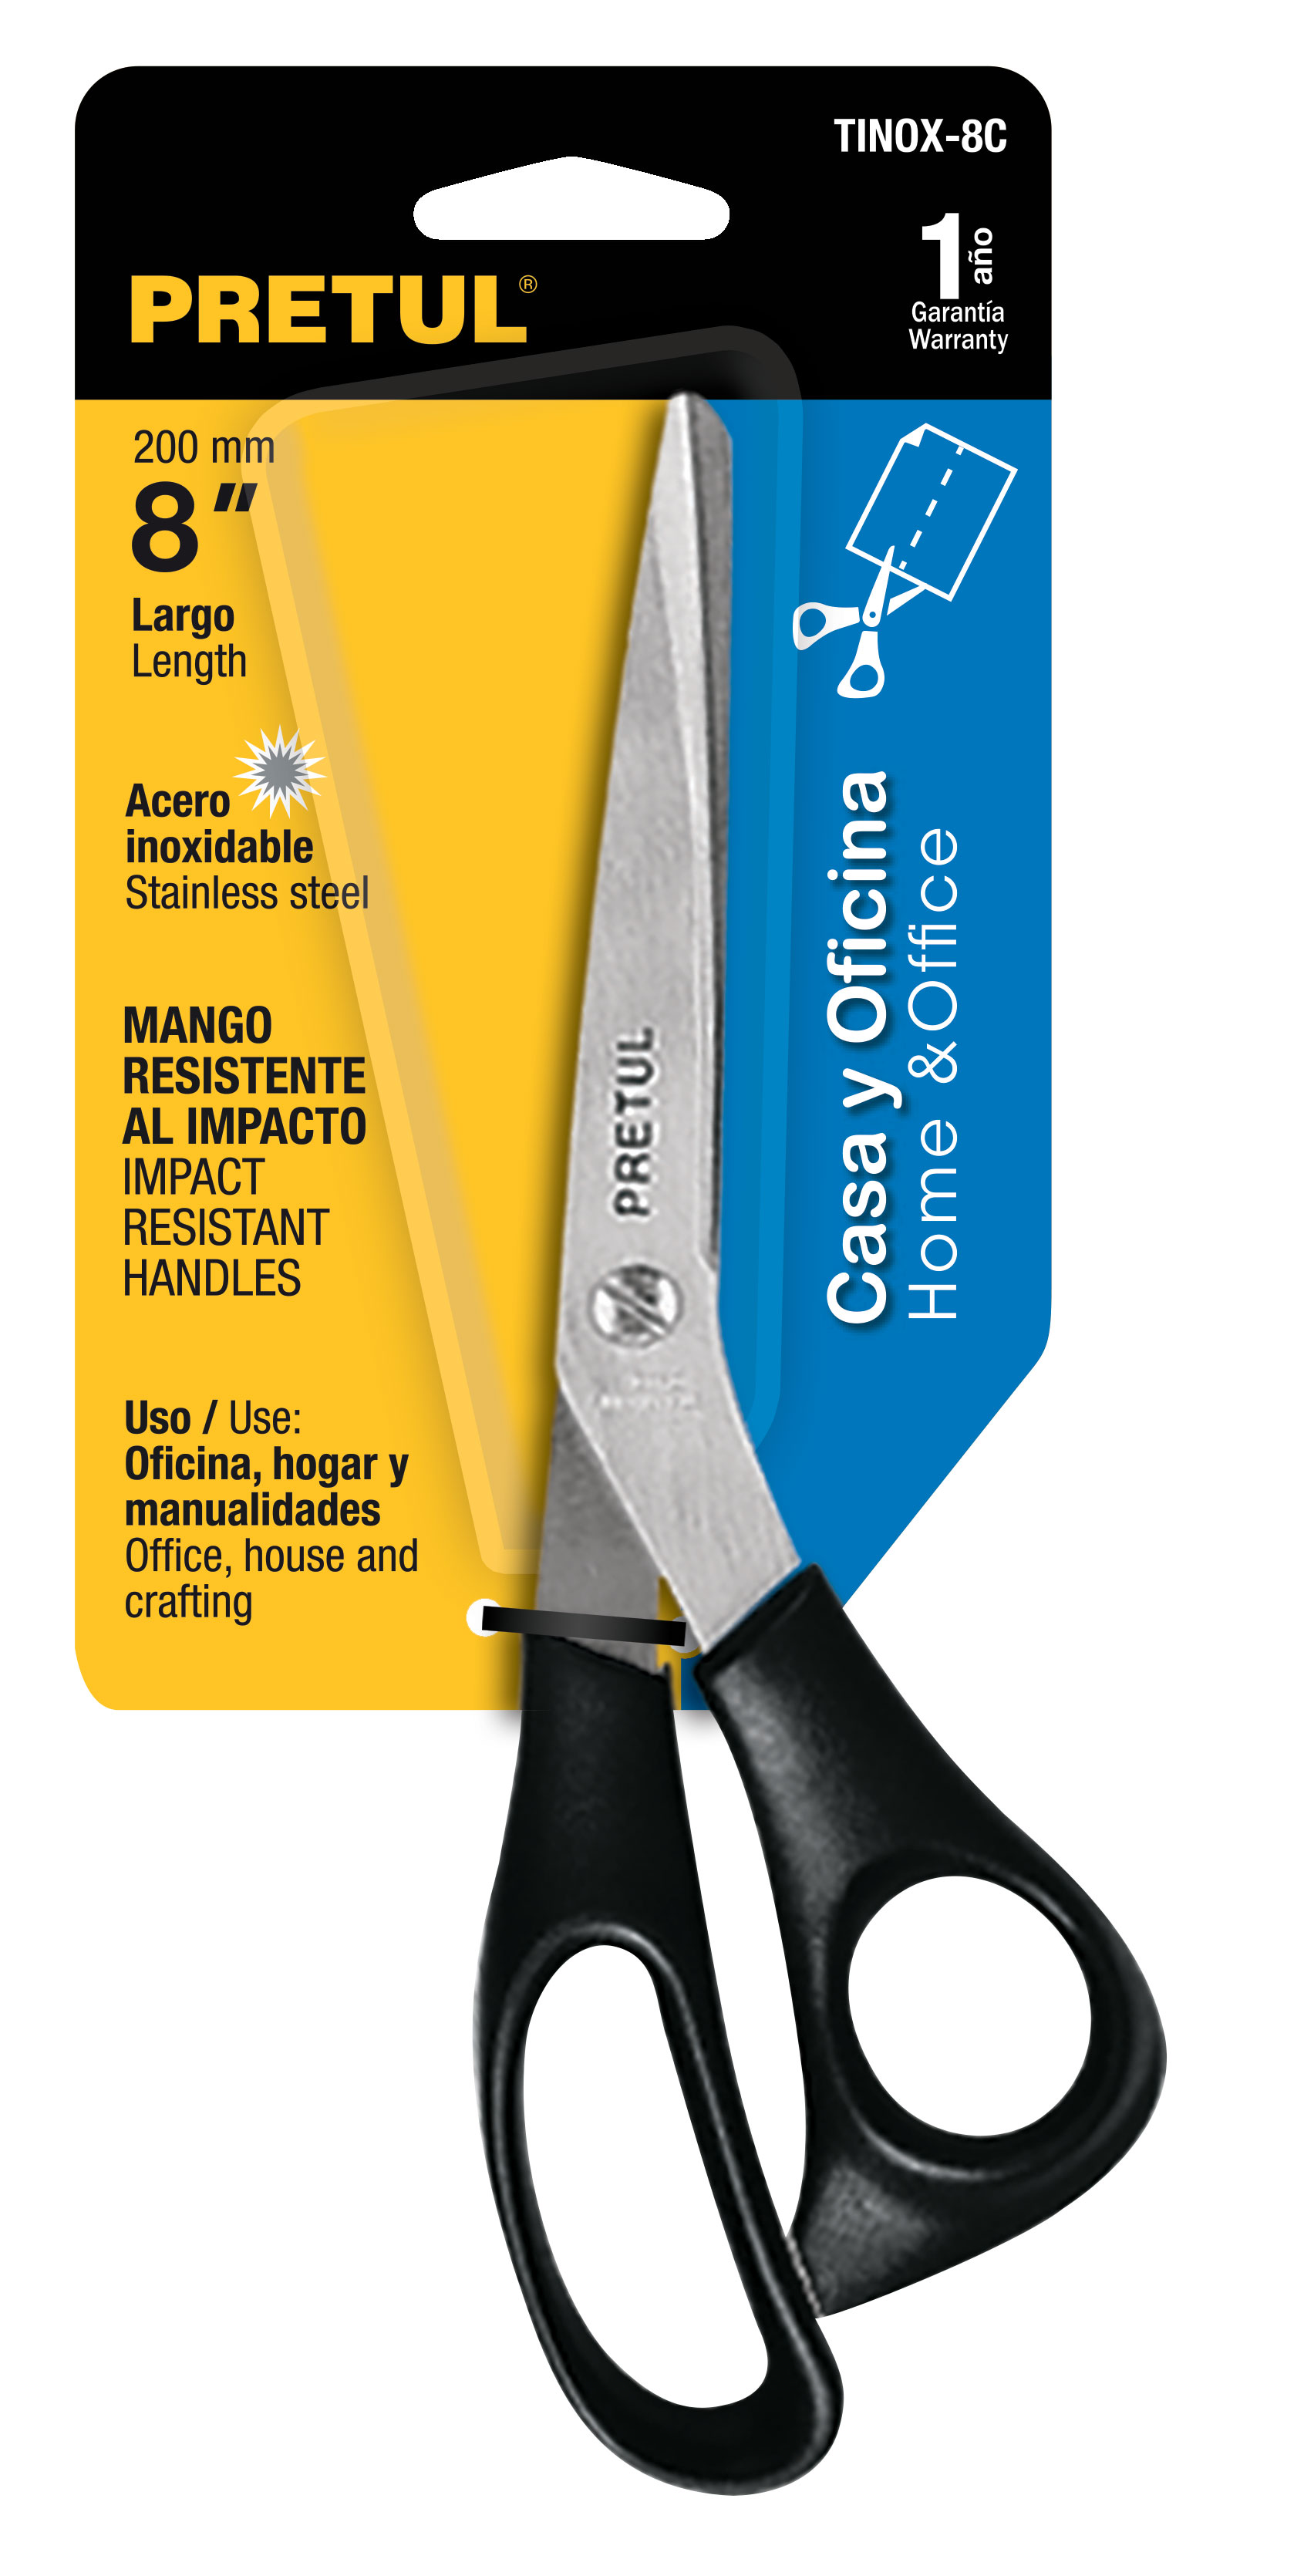 TINOX-8C
1 año
Garantía
Warranty
PRETUL®
200 mm
8"
Largo
Length
Acero
inoxidable
Stainless steel
MANGO
RESISTENTE
AL IMPACTO
IMPACT
RESISTANT
HANDLES
Uso / Use:
Oficina, hogar y
manualidades
Office, house and
crafting
PRETUL
Casa y Oficina
Home &Office